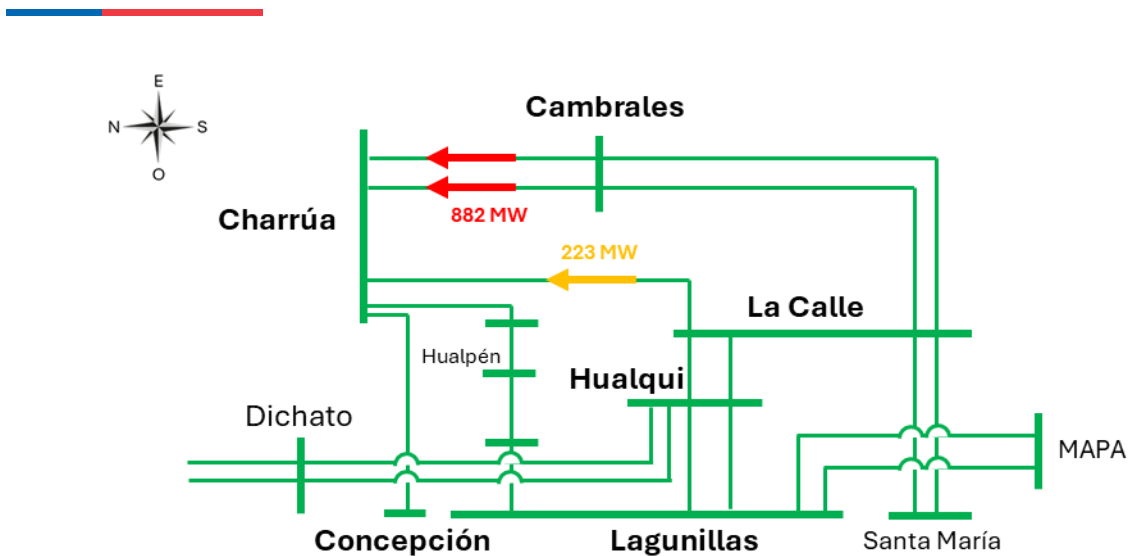 E
N
S
O
Cambrales
Charrúa
882 MW
223 MW
La Calle
Hualpén
Hualqui
Dichato
MAPA
Concepción
Lagunillas
Santa María